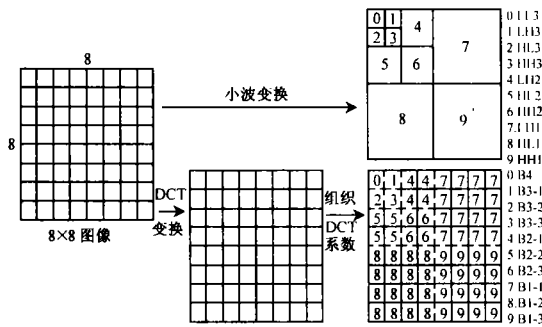 8
8
8×8 图像
小波变换
DCT
变换
组织
DCT
系数
0 1
2 3
4
5 6
7
8
9
0 LL3
1 LH3
2 HL3
3 HH3
4 LH2
5 HL2
6 HH2
7 LH1
8 HL1
9 HH1
0 1 4 4 7 7 7 7
2 3 4 4 7 7 7 7
5 5 6 6 7 7 7 7
5 5 6 6 7 7 7 7
8 8 8 8 9 9 9 9
8 8 8 8 9 9 9 9
8 8 8 8 9 9 9 9
8 8 8 8 9 9 9 9
0 B4
1 B3-1
2 B3-2
3 B3-3
4 B2-1
5 B2-2
6 B2-3
7 B1-1
8 B1-2
9 B1-3